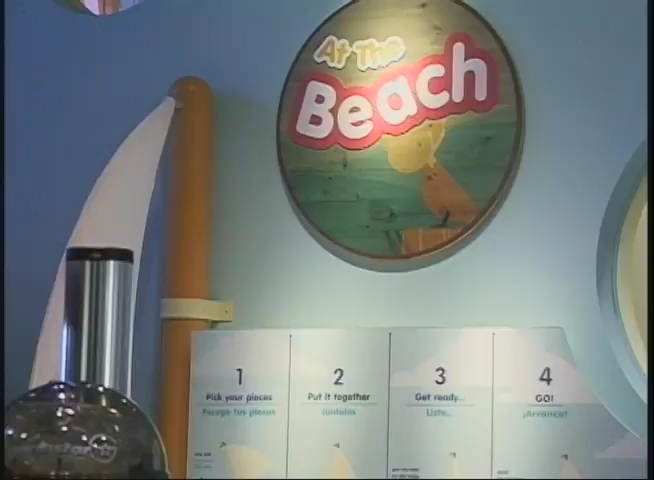 At The
Beach
1
Pick your pieces
Escoge tus piezas
2
Put it together
Júntalas
3
Get ready...
Listo...
4
GO!
¡Arranca!